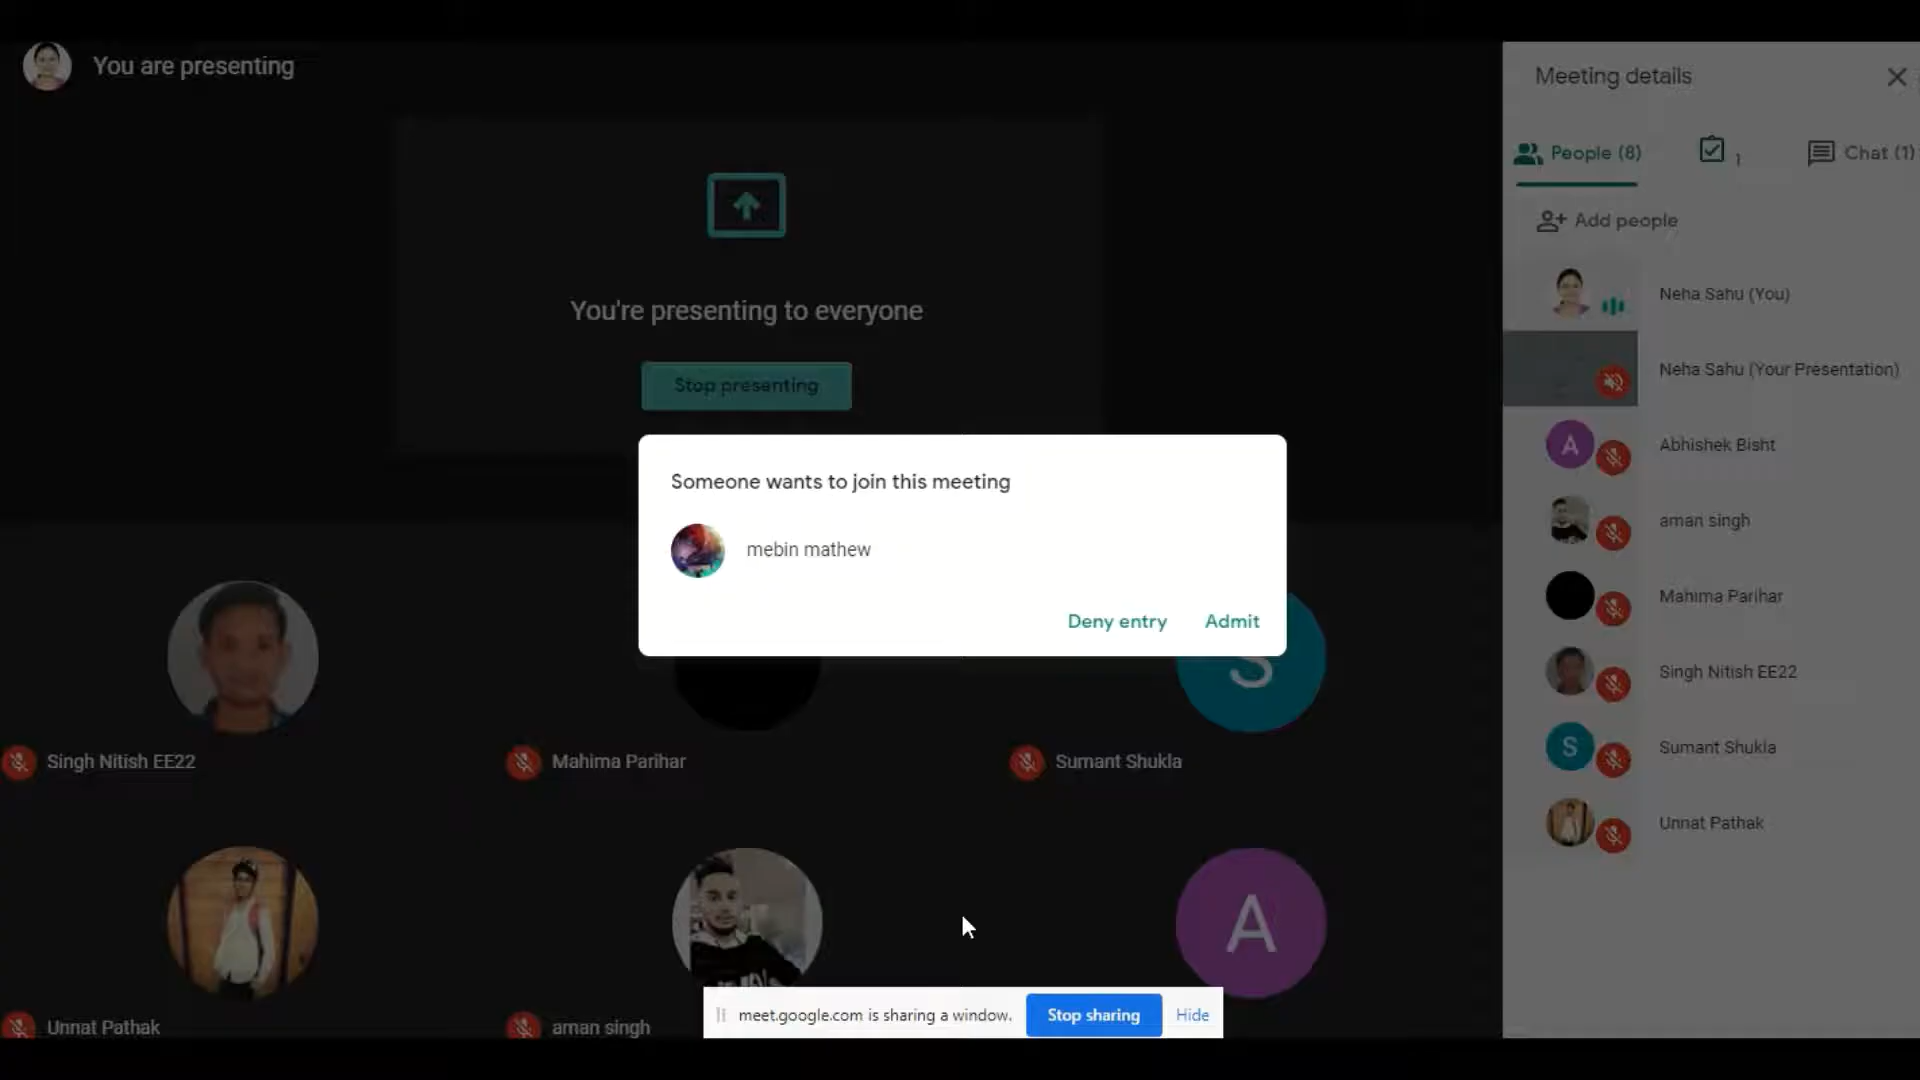 You are presenting
You're presenting to everyone
Stop presenting
Someone wants to join this meeting
mebin mathew
Deny entry Admit
S
Singh Nitish EE22
Mahima Parihar
Sumant Shukla
A
Unnat Pathak
aman singh
meet.google.com is sharing a window.
Stop sharing
Hide
Meeting details
People (8)
1
Chat (1)
Add people
Neha Sahu (You)
Neha Sahu (Your Presentation)
A
Abhishek Bisht
aman singh
Mahima Parihar
Singh Nitish EE22
S
Sumant Shukla
Unnat Pathak